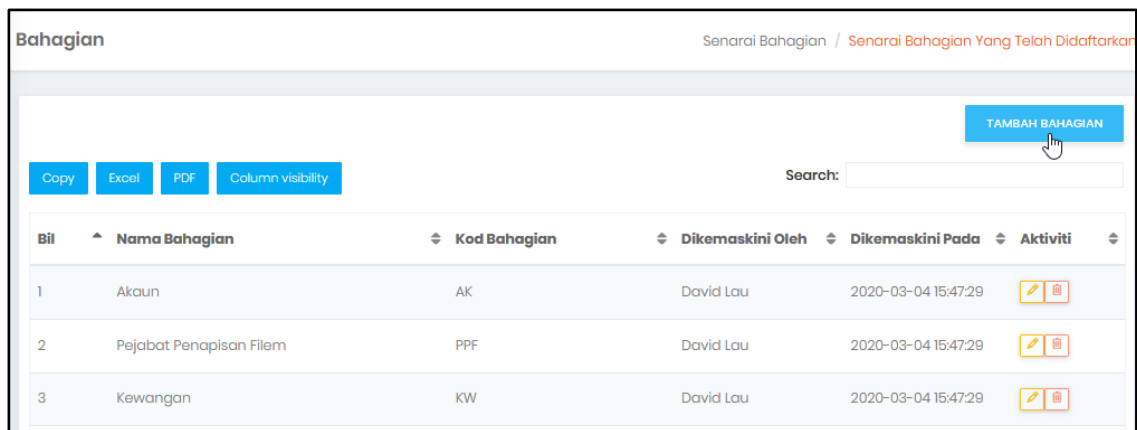 Bahagian
Senarai Bahagian / Senarai Bahagian Yang Telah Didaftarkan
TAMBAH BAHAGIAN
Copy Excel PDF Column visibility Search:
Bil Nama Bahagian Kod Bahagian Dikemaskini Oleh Dikemaskini Pada Aktiviti
1 Akaun AK David Lau 2020-03-04 15:47:29
2 Pejabat Penapisan Filem PPF David Lau 2020-03-04 15:47:29
3 Kewangan KW David Lau 2020-03-04 15:47:29